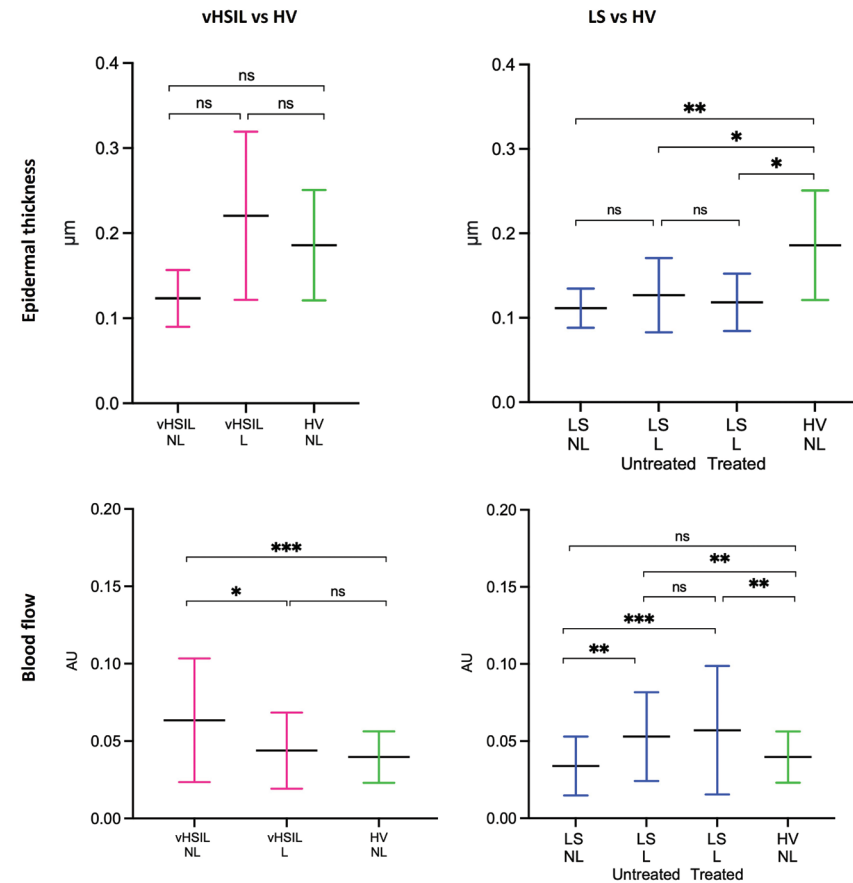 vHSIL vs HV
LS vs HV
Epidermal thickness
µm
0.4
0.3
0.2
0.1
0.0
ns
ns
ns
vHSIL
NL
vHSIL
L
HV
NL
µm
0.4
0.3
0.2
0.1
0.0
**
*
*
ns
ns
LS
NL
LS
L
Untreated
LS
L
Treated
HV
NL
Blood flow
AU
0.20
0.15
0.10
0.05
0.00
***
*
ns
vHSIL
NL
vHSIL
L
HV
NL
AU
0.20
0.15
0.10
0.05
0.00
ns
**
ns
**
***
**
LS
NL
LS
L
Untreated
LS
L
Treated
HV
NL